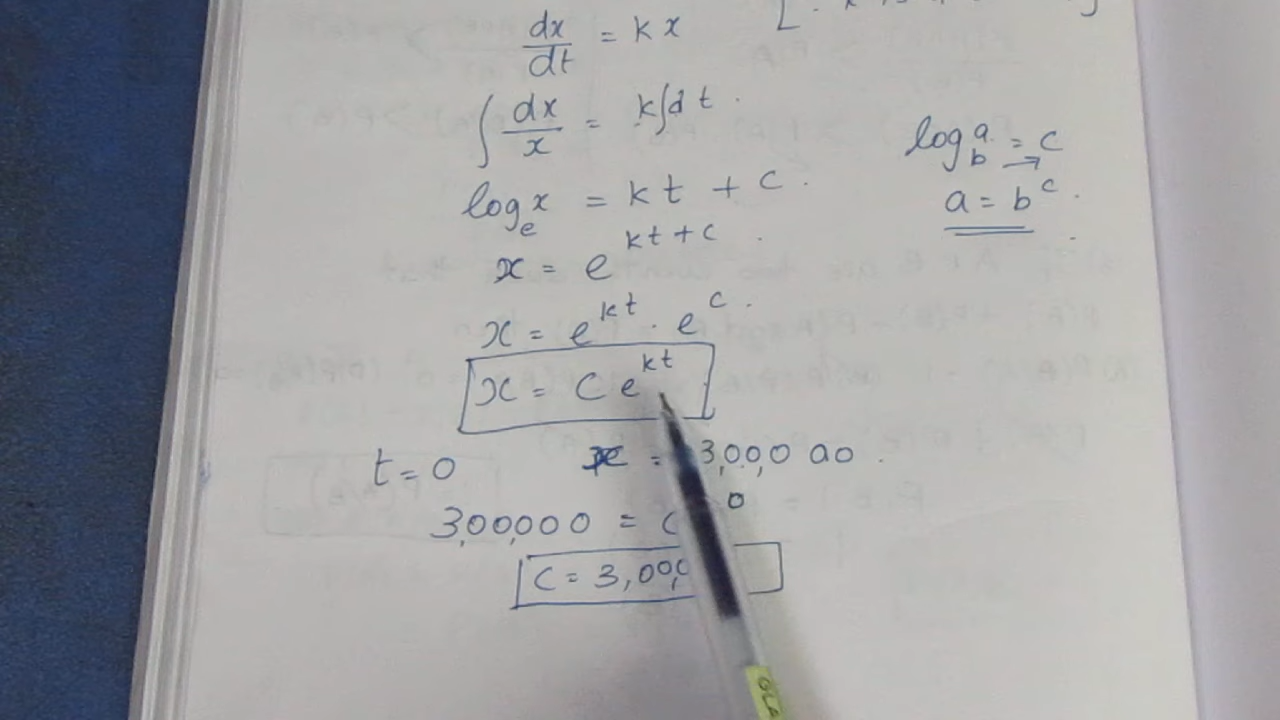 dx/dt = kx
∫ dx/x = k∫dt .
log_e x = kt + c .
log_b a = c
a = b^c .
x = e^(kt+c) .
x = e^kt . e^c .
x = C e^kt
t = 0 x = 3,00,000 .
3,00,000 = C 0
C = 3,00,